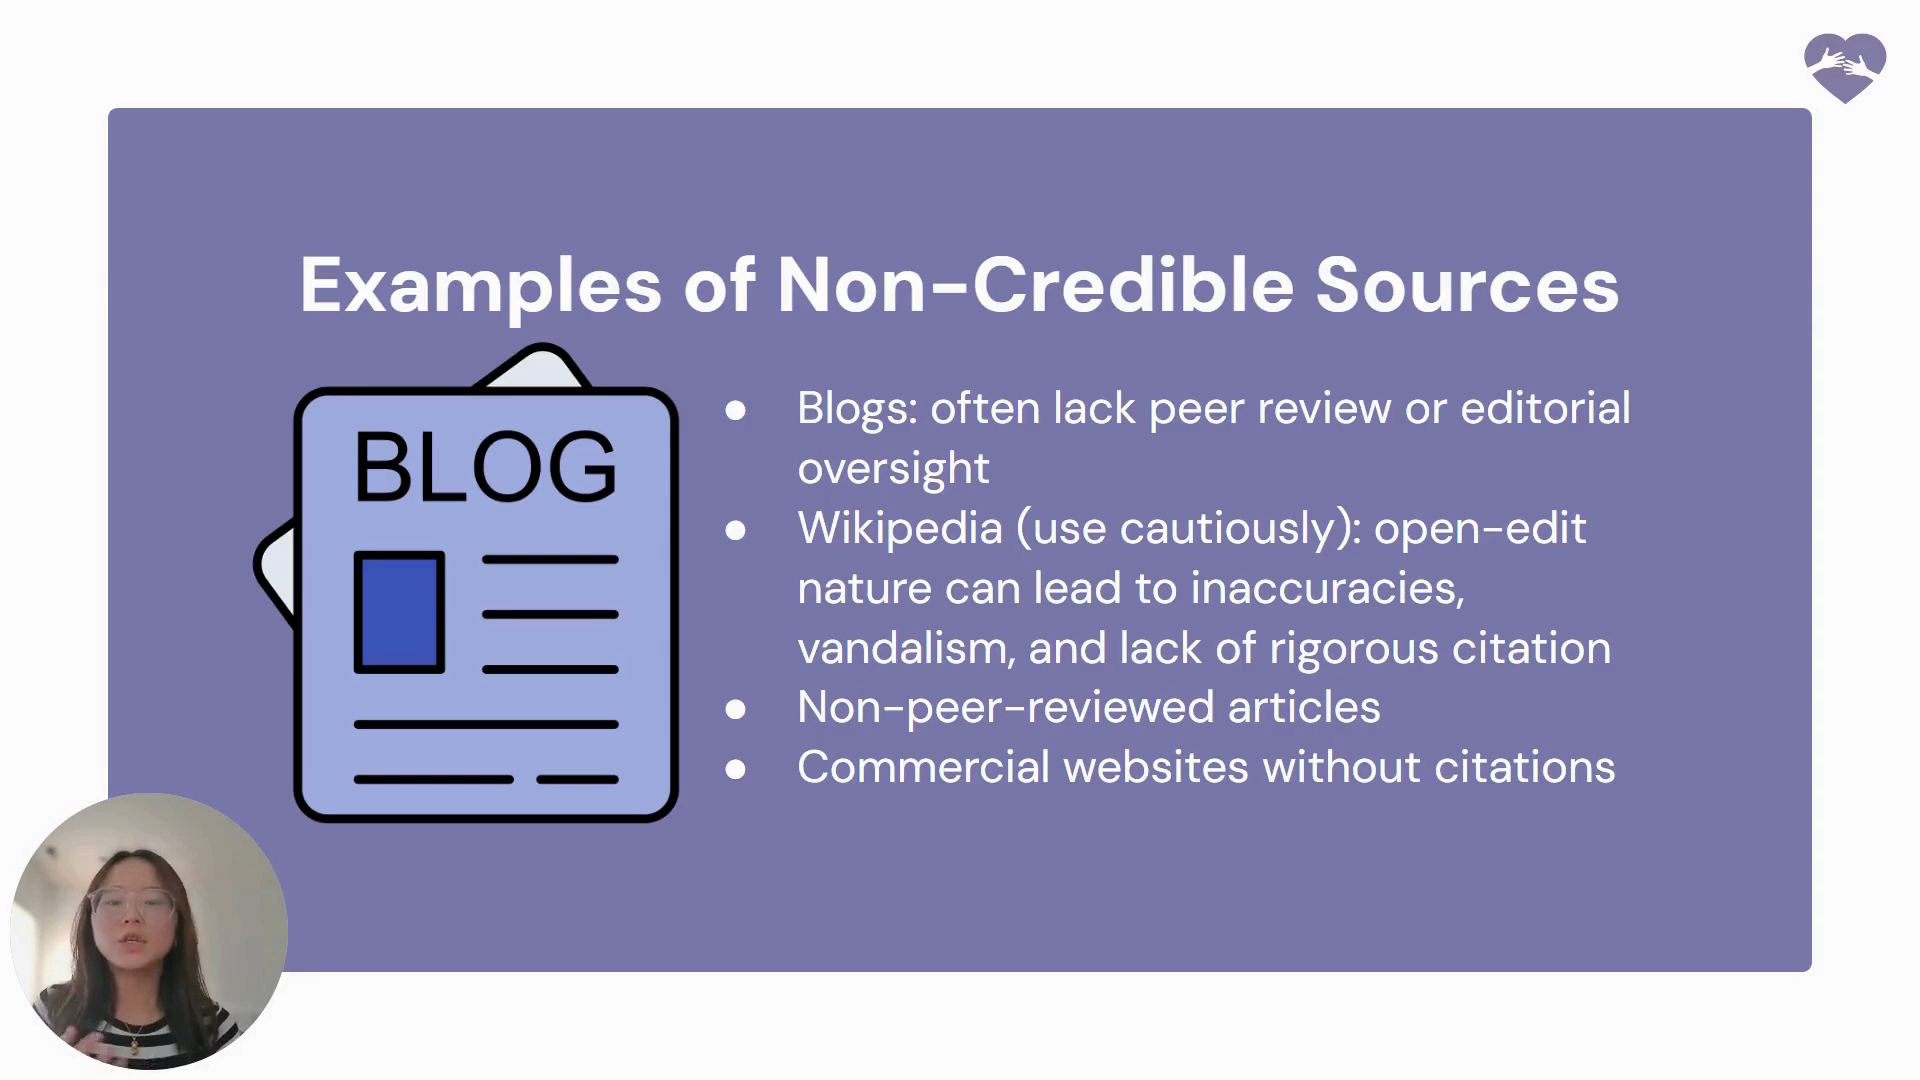 Examples of Non-Credible Sources
BLOG
● Blogs: often lack peer review or editorial
oversight
● Wikipedia (use cautiously): open-edit
nature can lead to inaccuracies,
vandalism, and lack of rigorous citation
● Non-peer-reviewed articles
● Commercial websites without citations